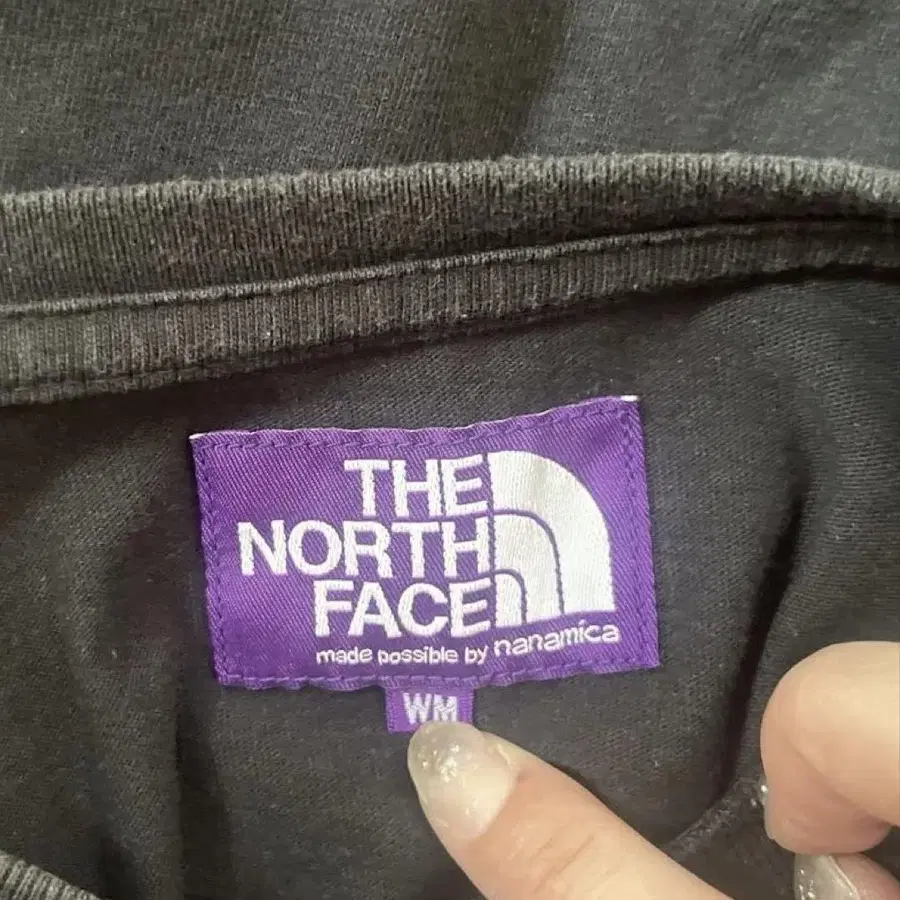 THE
NORTH
FACE
made possible by nanamica
WM